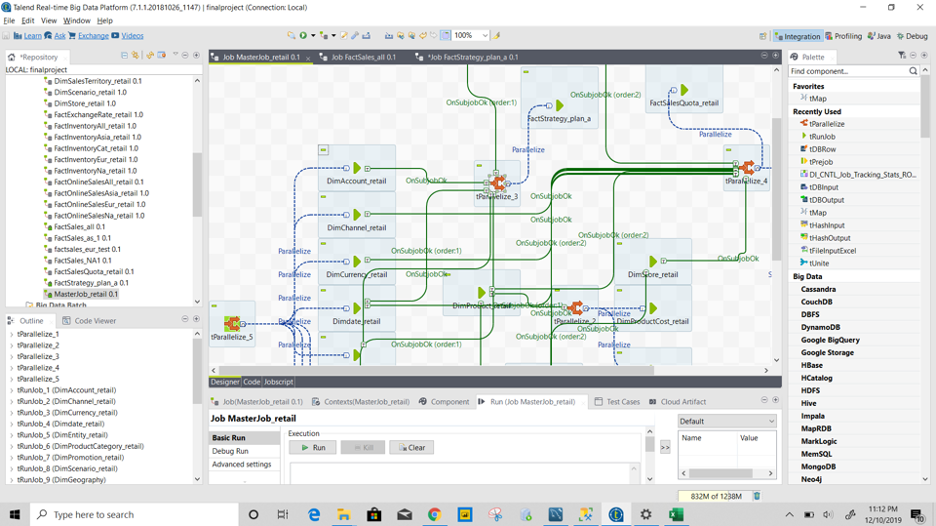 Talend Real-time Big Data Platform (7.1.1.20181026_1147) | finalproject (Connection: Local)
File Edit View Window Help
Learn Ask Exchange Videos
100%
Integration Profiling Java Debug
*Repository
LOCAL: finalproject
DimSalesTerritory_retail 0.1
DimScenario_retail 1.0
DimStore_retail 1.0
FactExchangeRate_retail 1.0
FactInventoryAll_retail 1.0
FactInventoryAsia_retail 1.0
FactInventoryCat_retail 1.0
FactInventoryEur_retail 1.0
FactInventoryNa_retail 1.0
FactOnlineSalesAll_retail 0.1
FactOnlineSalesAsia_retail 1.0
FactOnlineSalesEur_retail 1.0
FactOnlineSalesNa_retail 1.0
FactSales_all 0.1
FactSales_as_1 0.1
factsales_eur_test 0.1
FactSales_NA1 0.1
FactSalesQuota_retail 0.1
FactStrategy_plan_a 0.1
MasterJob_retail 0.1
Big Data Batch
Outline Code Viewer
tParallelize_1
tParallelize_2
tParallelize_3
tParallelize_4
tParallelize_5
tRunJob_1 (DimAccount_retail)
tRunJob_2 (DimChannel_retail)
tRunJob_3 (DimCurrency_retail)
tRunJob_4 (Dimdate_retail)
tRunJob_5 (DimEntity_retail)
tRunJob_6 (DimProductCategory_retail)
tRunJob_7 (DimPromotion_retail)
tRunJob_8 (DimScenario_retail)
tRunJob_9 (DimGeography_retail)
Job MasterJob_retail 0.1 Job FactSales_all 0.1 *Job FactStrategy_plan_a 0.1
OnSubjobOk (order:1)
OnSubjobOk (order:2)
FactStrategy_plan_a
FactSalesQuota_retail
Parallelize
Parallelize
DimAccount_retail
OnSubjobOk
tParallelize_3
OnSubjobOk
tParallelize_4
DimChannel_retail
OnSubjobOk
OnSubjobOk (order:2)
Parallelize
OnSubjobOk (order:1)
OnSubjobOk (order:2)
OnSubjobOk
DimCurrency_retail
OnSubjobOk
DimStore_retail
Parallelize
Dimdate_retail
tParallelize_2
Parallelize
DimProductCost_retail
OnSubjobOk
tParallelize_5
Parallelize
OnSubjobOk (order:1)
OnSubjobOk (order:2)
Parallelize
Designer Code Jobscript
Job(MasterJob_retail 0.1) Contexts(MasterJob_retail) Component Run (Job MasterJob_retail) Test Cases Cloud Artifact
Job MasterJob_retail
Basic Run
Debug Run
Advanced settings
Execution
Run Kill Clear
>>
Default
Name Value
832M of 1238M
Palette
Find component...
Favorites
tMap
Recently Used
tParallelize
tRunJob
tDBRow
tPrejob
DI_CNTL_Job_Tracking_Stats_RO...
tDBInput
tDBOutput
tMap
tHashInput
tHashOutput
tFileInputExcel
tUnite
Big Data
Cassandra
CouchDB
DBFS
DynamoDB
Google BigQuery
Google Storage
HBase
HCatalog
HDFS
Hive
Impala
MapRDB
MarkLogic
MemSQL
MongoDB
Neo4j
Type here to search
11:12 PM
12/10/2019